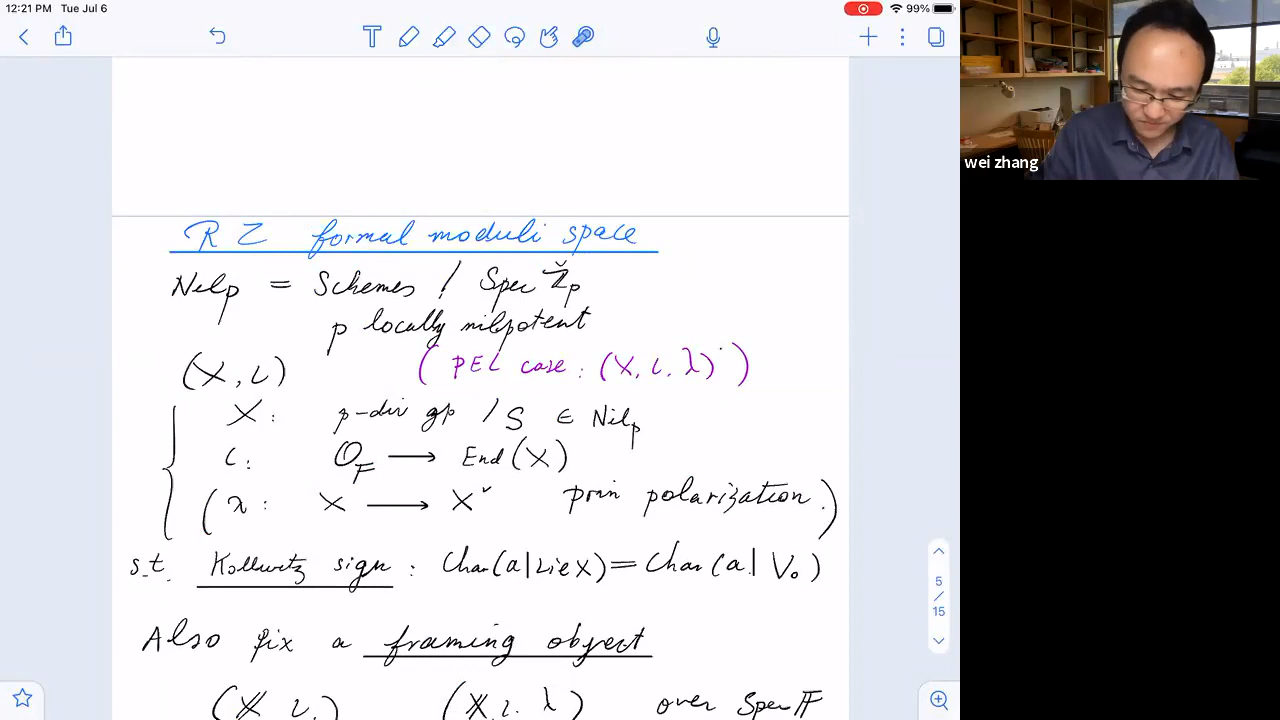 12:21 PM Tue Jul 6
99%
wei zhang
RZ formal moduli space
Nilp = Schemes / Spec Z̆p
p locally nilpotent
(X, ι) (PEL case: (X, ι, λ))
X: p-div gp / S ∈ Nilp
ι: O_F → End(X)
(λ: X → X^∨ prin polarization.)
s.t. Kottwitz sign: Char(a|Lie X) = Char(a| V₀)
Also fix a framing object
(𝕏, ι,) (𝕏, ι, λ) over Spec 𝔽
5
/
15